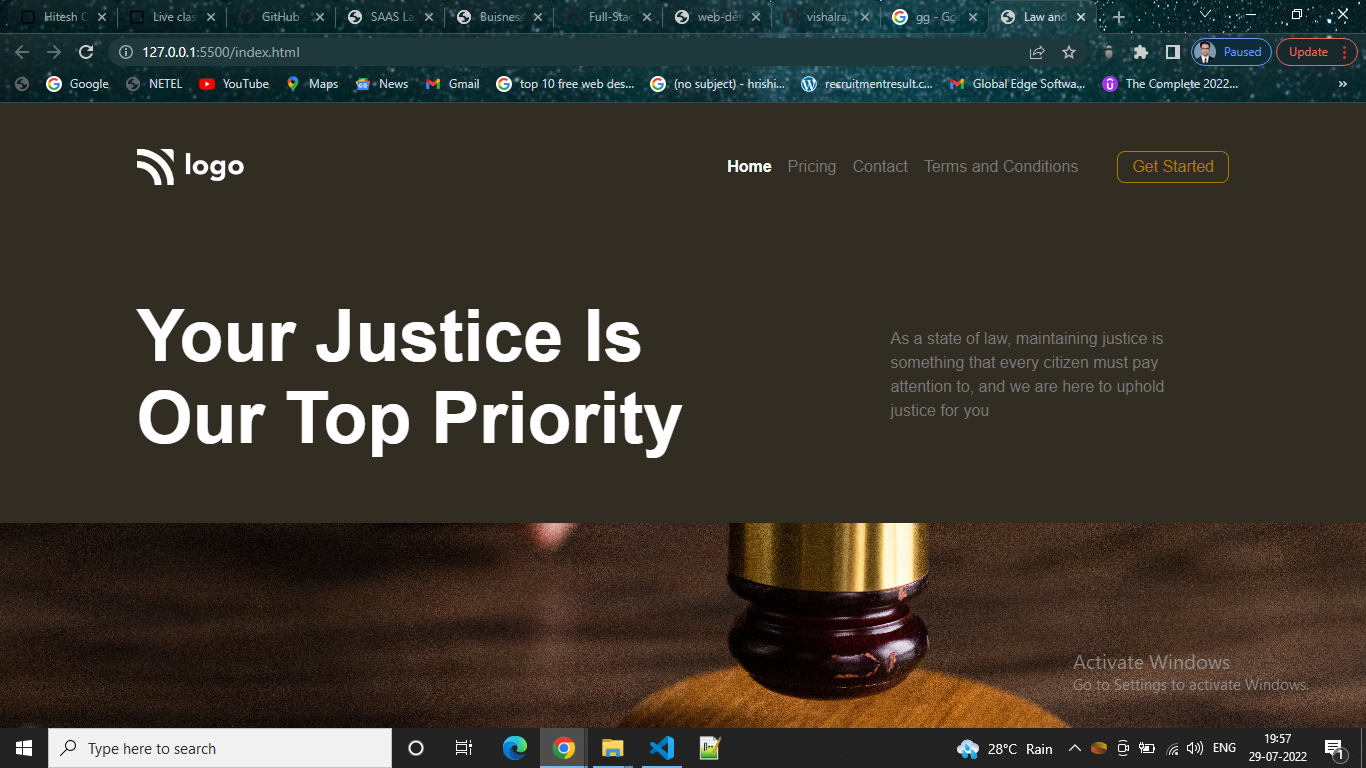 Hitesh C
Live clas
GitHub
SAAS La
Buisnes
Full-Stac
web-de
vishalra
gg - Goo
Law and
127.0.0.1:5500/index.html
Paused
Update
Google
NETEL
YouTube
Maps
News
Gmail
top 10 free web des...
(no subject) - hrishi...
recruitmentresult.c...
Global Edge Softwa...
The Complete 2022...
»
logo
Home
Pricing
Contact
Terms and Conditions
Get Started
Your Justice Is
Our Top Priority
As a state of law, maintaining justice is
something that every citizen must pay
attention to, and we are here to uphold
justice for you
Activate Windows
Go to Settings to activate Windows.
Type here to search
28°C Rain
ENG
19:57
29-07-2022
1